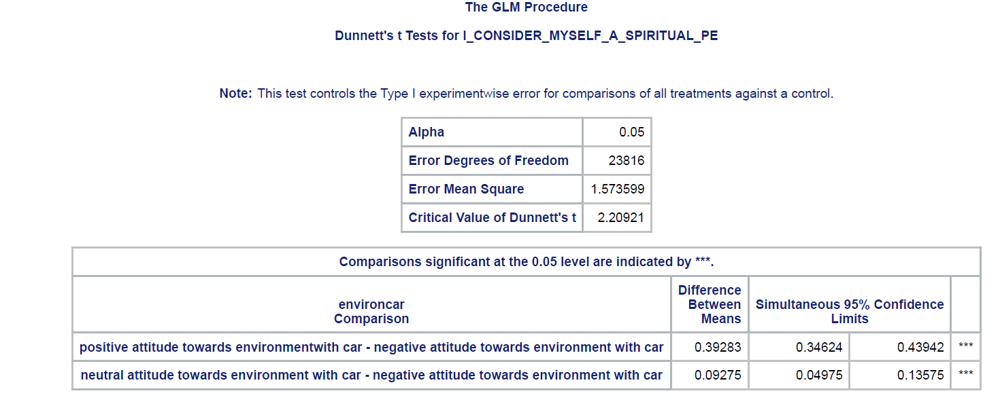 The GLM Procedure
Dunnett's t Tests for I_CONSIDER_MYSELF_A_SPIRITUAL_PE
Note: This test controls the Type I experimentwise error for comparisons of all treatments against a control.
Alpha 0.05
Error Degrees of Freedom 23816
Error Mean Square 1.573599
Critical Value of Dunnett's t 2.20921
Comparisons significant at the 0.05 level are indicated by ***.
environcar
Comparison
Difference
Between
Means
Simultaneous 95% Confidence
Limits
positive attitude towards environmentwith car - negative attitude towards environment with car 0.39283 0.34624 0.43942 ***
neutral attitude towards environment with car - negative attitude towards environment with car 0.09275 0.04975 0.13575 ***